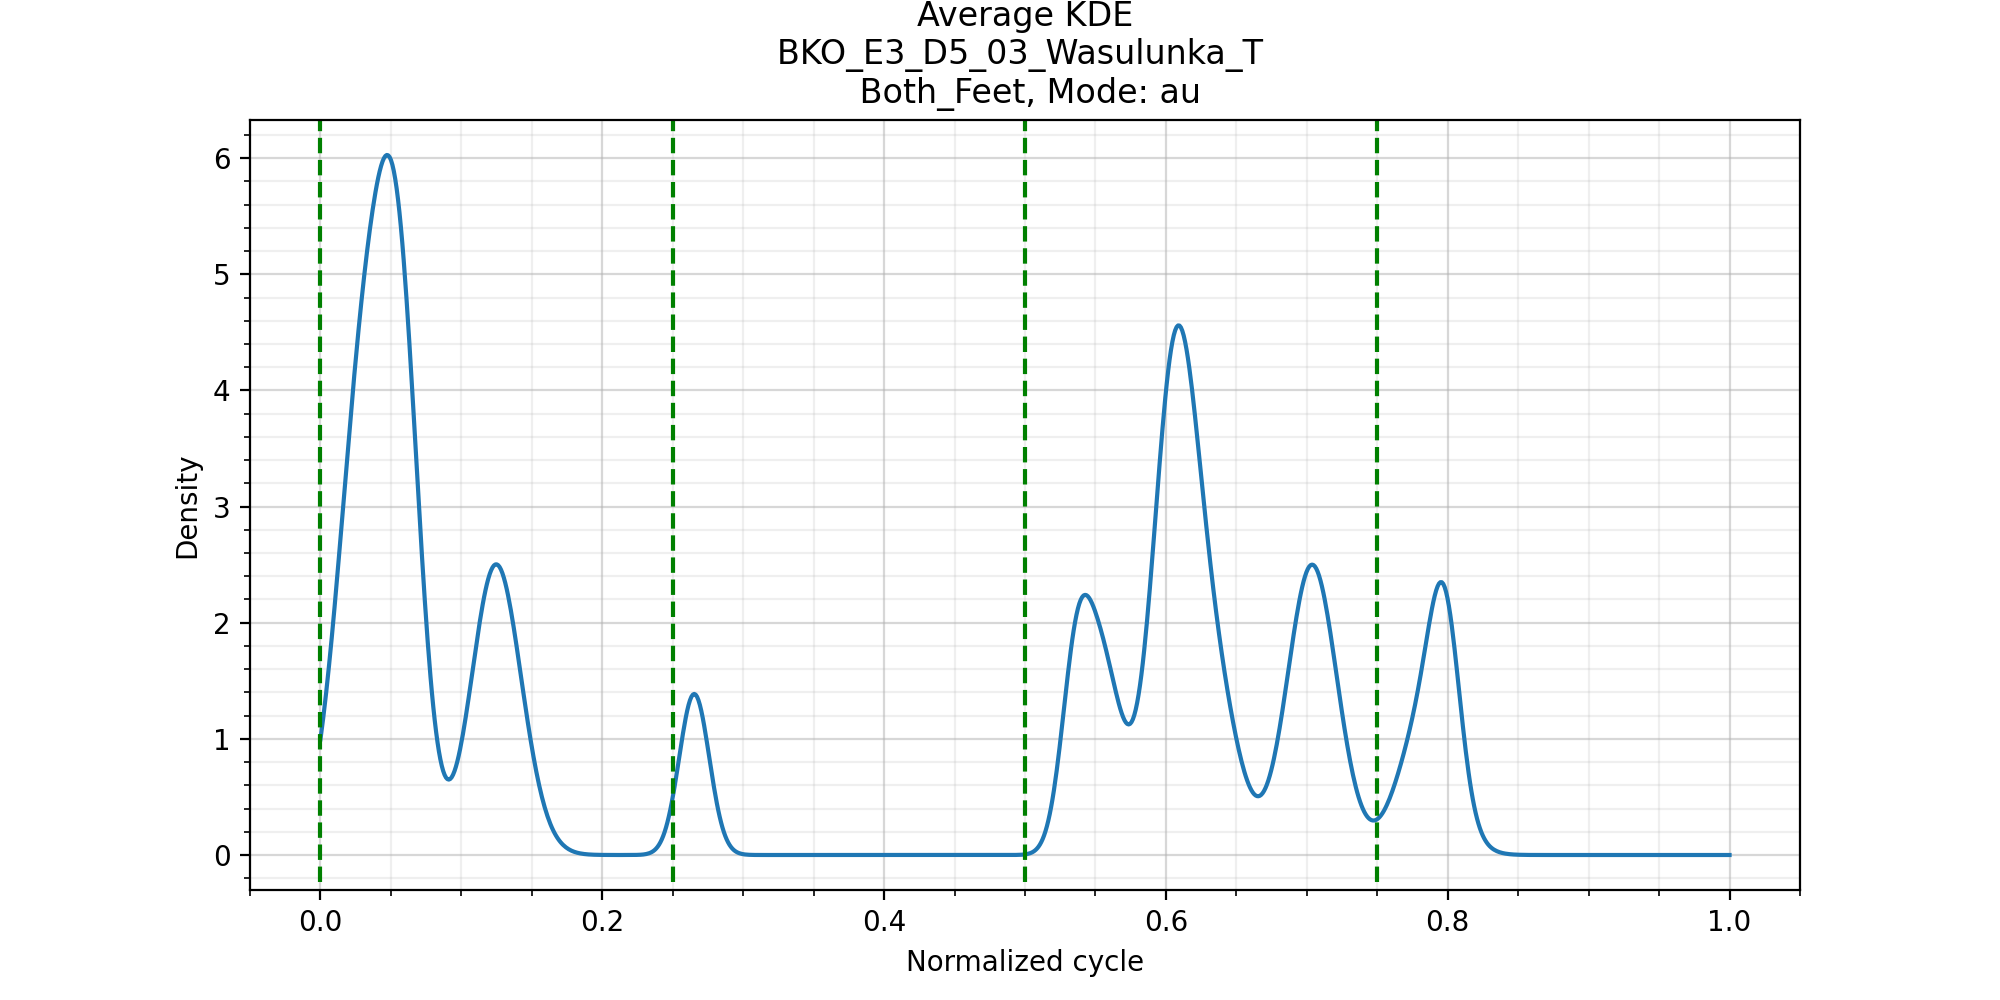 Average KDE
BKO_E3_D5_03_Wasulunka_T
Both_Feet, Mode: au
6
5
4
3
2
1
0
Density
0.0 0.2 0.4 0.6 0.8 1.0
Normalized cycle